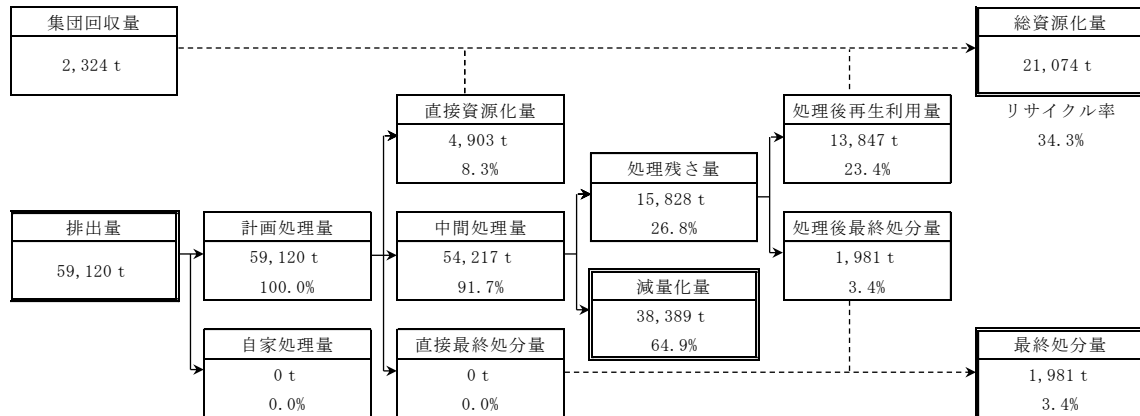 集団回収量
2,324 t
総資源化量
21,074 t
リサイクル率
34.3%
直接資源化量
4,903 t
8.3%
処理後再生利用量
13,847 t
23.4%
処理残さ量
15,828 t
26.8%
排出量
59,120 t
計画処理量
59,120 t
100.0%
中間処理量
54,217 t
91.7%
処理後最終処分量
1,981 t
3.4%
減量化量
38,389 t
64.9%
自家処理量
0 t
0.0%
直接最終処分量
0 t
0.0%
最終処分量
1,981 t
3.4%